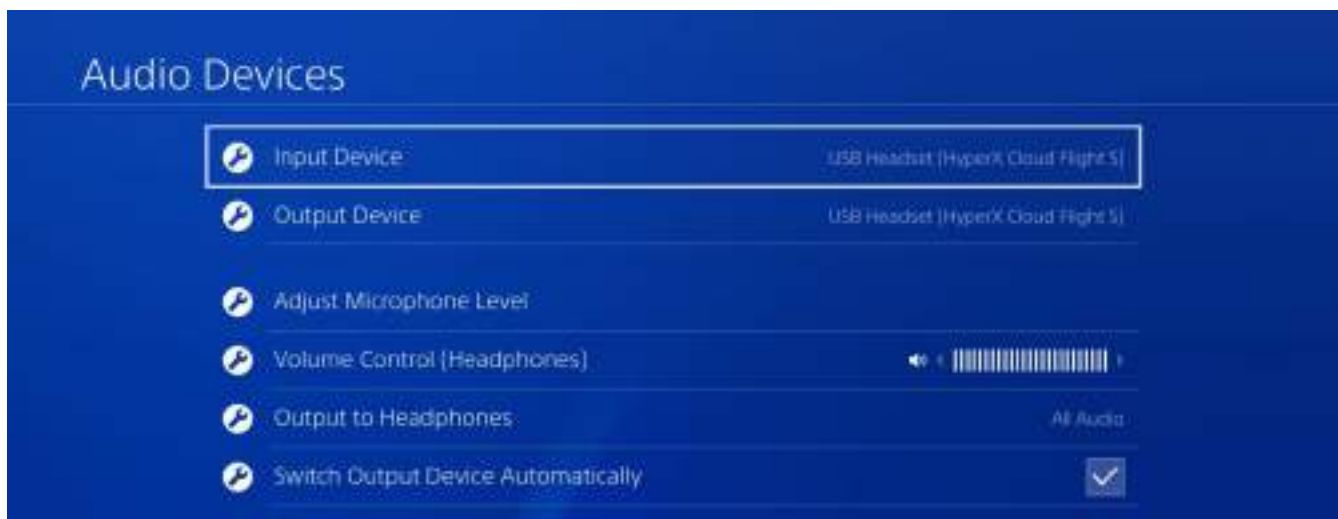 Audio Devices
Input Device USB Headset (HyperX Cloud Flight S)
Output Device USB Headset (HyperX Cloud Flight S)
Adjust Microphone Level
Volume Control (Headphones)
Output to Headphones All Audio
Switch Output Device Automatically